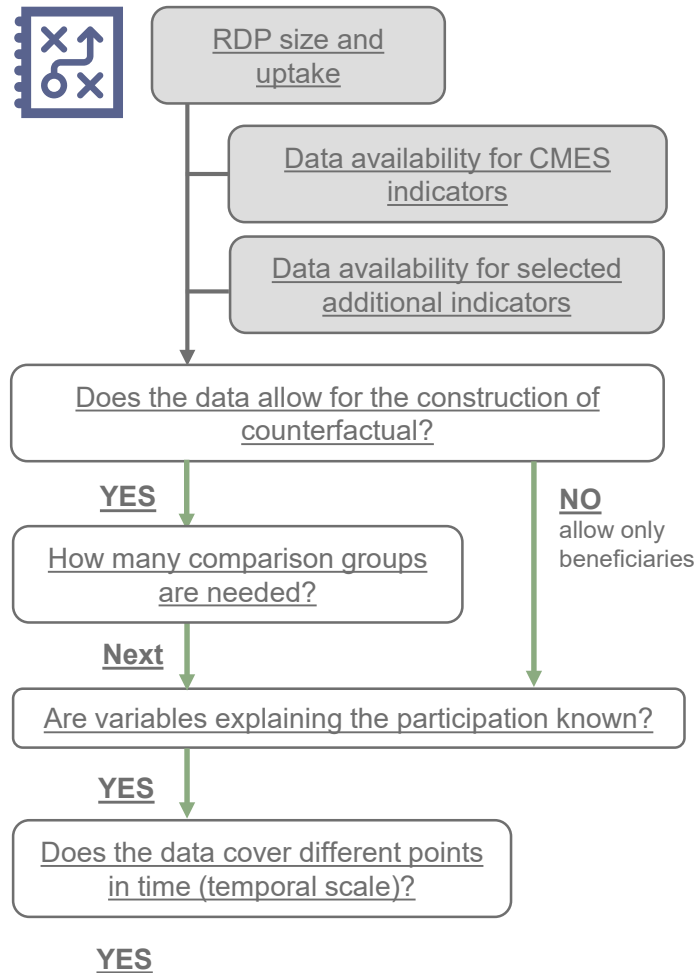 RDP size and
uptake
Data availability for CMES
indicators
Data availability for selected
additional indicators
Does the data allow for the construction of
counterfactual?
YES
NO
allow only
beneficiaries
How many comparison groups
are needed?
Next
Are variables explaining the participation known?
YES
Does the data cover different points
in time (temporal scale)?
YES